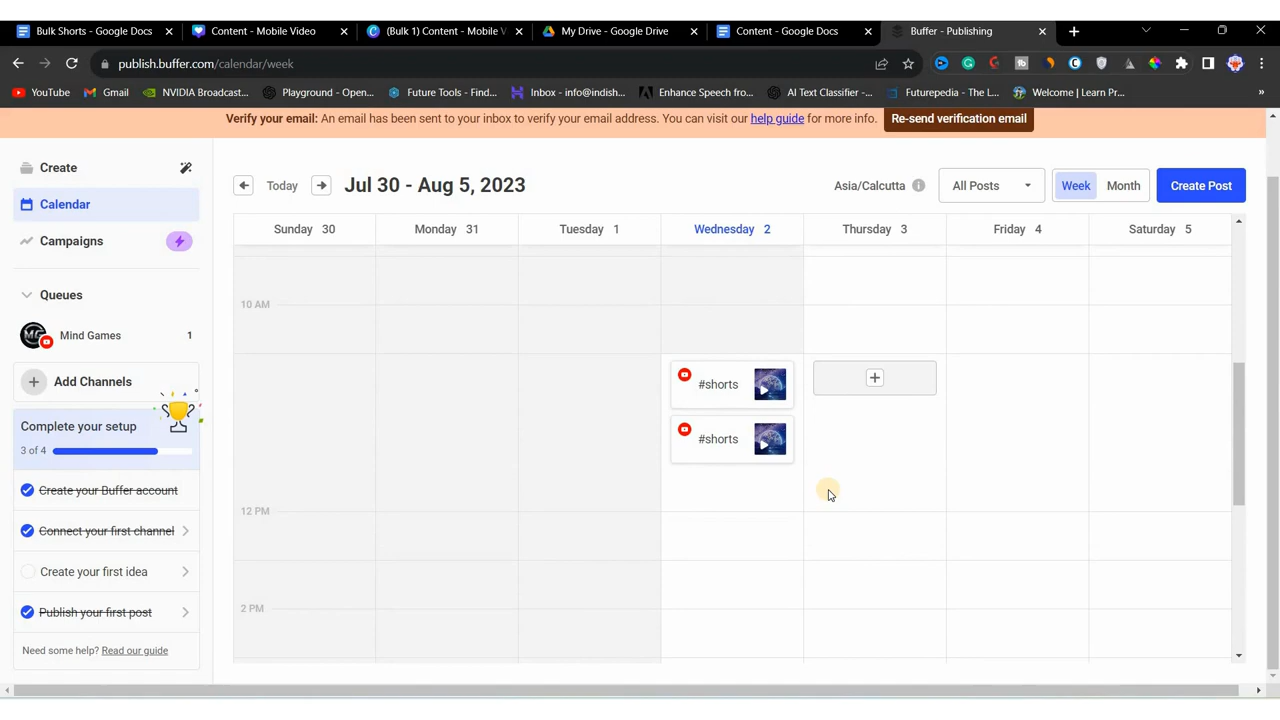 Bulk Shorts - Google Docs
Content - Mobile Video
(Bulk 1) Content - Mobile V
My Drive - Google Drive
Content - Google Docs
Buffer - Publishing
publish.buffer.com/calendar/week
YouTube
Gmail
NVIDIA Broadcast...
Playground - Open...
Future Tools - Find...
Inbox - info@indish...
Enhance Speech fro...
AI Text Classifier -...
Futurepedia - The L...
Welcome | Learn Pr...
Verify your email: An email has been sent to your inbox to verify your email address. You can visit our help guide for more info.
Re-send verification email
Create
Calendar
Campaigns
Queues
Mind Games 1
Add Channels
Complete your setup
3 of 4
Create your Buffer account
Connect your first channel
Create your first idea
Publish your first post
Need some help? Read our guide
Today
Jul 30 - Aug 5, 2023
Asia/Calcutta
All Posts
Week
Month
Create Post
Sunday 30
Monday 31
Tuesday 1
Wednesday 2
Thursday 3
Friday 4
Saturday 5
10 AM
#shorts
#shorts
12 PM
2 PM